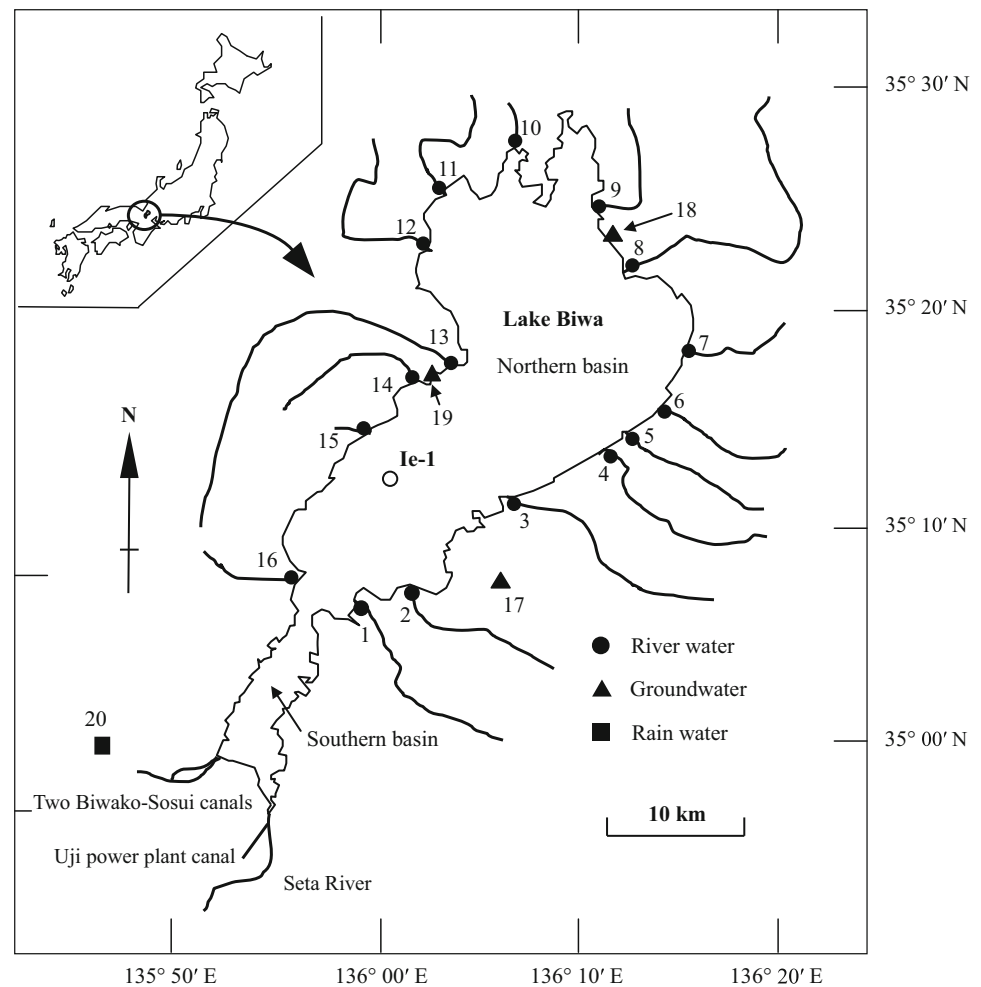 35° 30′ N
10
11
9
18
12
8
35° 20′ N
Lake Biwa
13
7
Northern basin
14
6
N
19
15
5
Ie-1
4
35° 10′ N
3
16
17
2
1
River water
Groundwater
20
Rain water
Southern basin
35° 00′ N
Two Biwako-Sosui canals
10 km
Uji power plant canal
Seta River
135° 50′ E
136° 00′ E
136° 10′ E
136° 20′ E